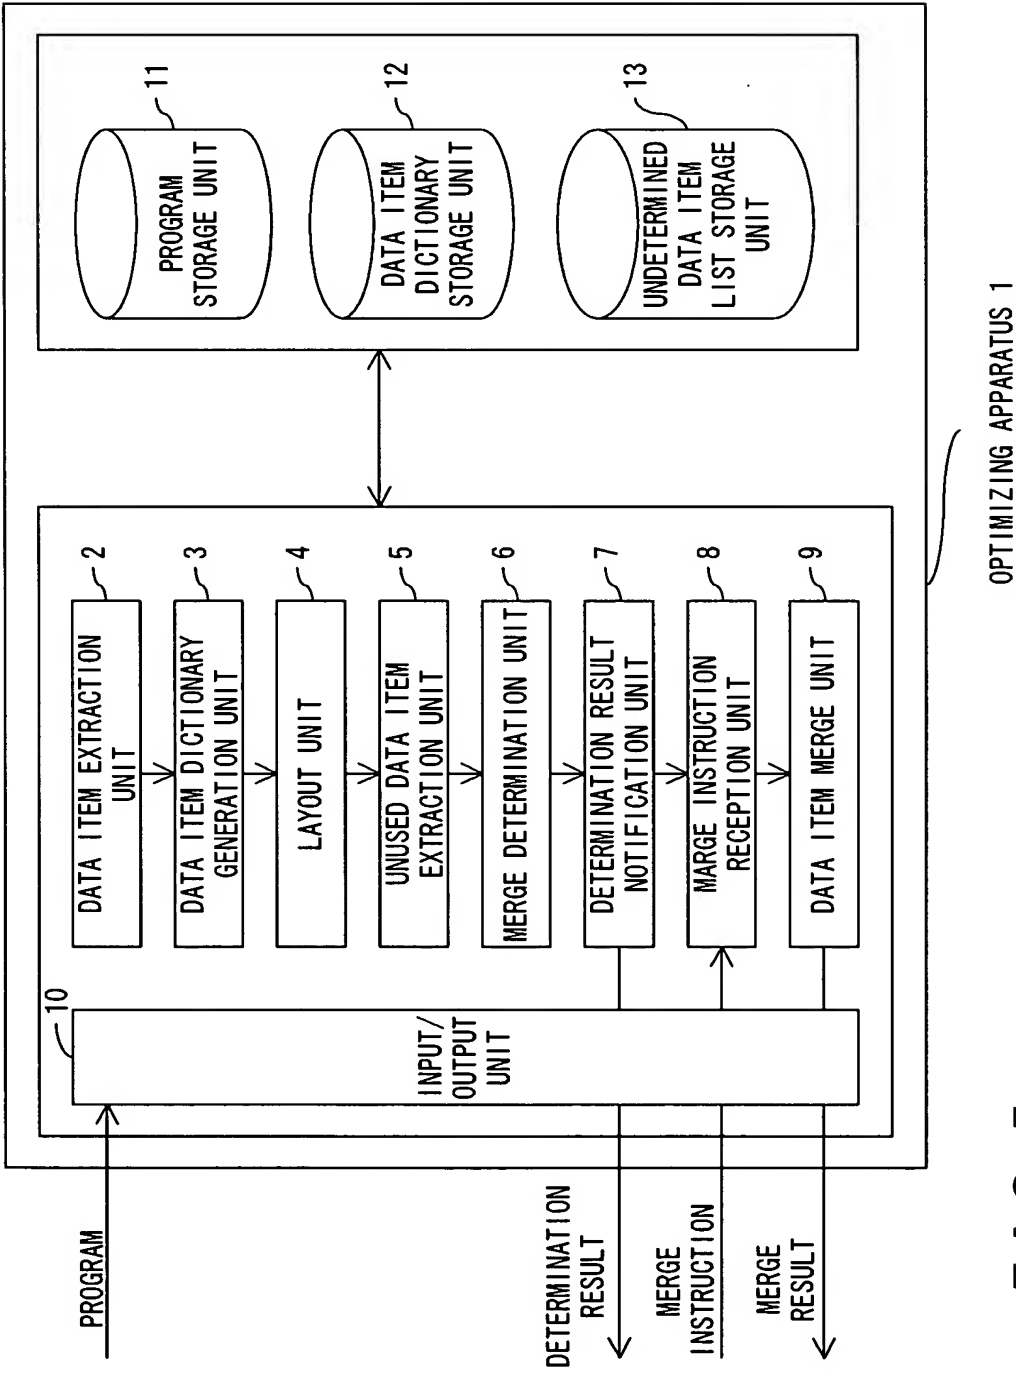 PROGRAM
DETERMINATION
RESULT
MERGE
INSTRUCTION
MERGE
RESULT
10
INPUT/
OUTPUT
UNIT
DATA ITEM EXTRACTION
UNIT
2
DATA ITEM DICTIONARY
GENERATION UNIT
3
LAYOUT UNIT
4
UNUSED DATA ITEM
EXTRACTION UNIT
5
MERGE DETERMINATION UNIT
6
DETERMINATION RESULT
NOTIFICATION UNIT
7
MARGE INSTRUCTION
RECEPTION UNIT
8
DATA ITEM MERGE UNIT
9
PROGRAM
STORAGE UNIT
11
DATA ITEM
DICTIONARY
STORAGE UNIT
12
UNDETERMINED
DATA ITEM
LIST STORAGE
UNIT
13
OPTIMIZING APPARATUS 1